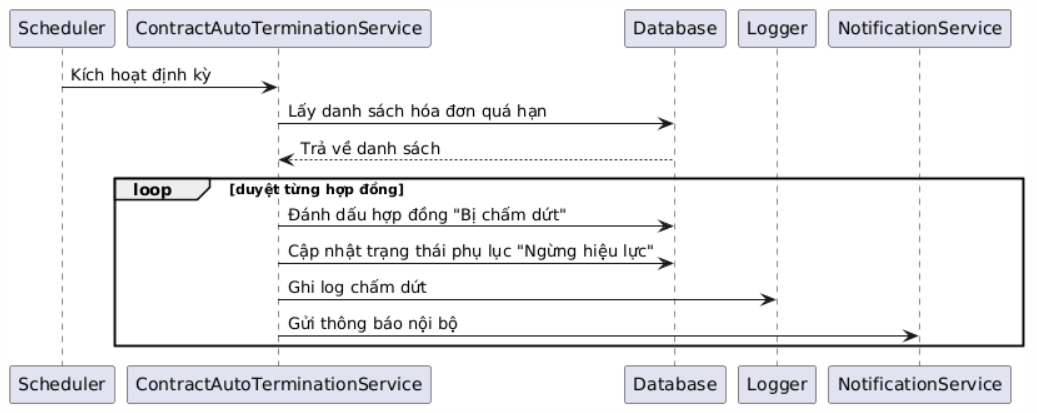 Scheduler ContractAutoTerminationService Database Logger NotificationService
Kích hoạt định kỳ
Lấy danh sách hóa đơn quá hạn
Trả về danh sách
loop [duyệt từng hợp đồng]
Đánh dấu hợp đồng "Bị chấm dứt"
Cập nhật trạng thái phụ lục "Ngừng hiệu lực"
Ghi log chấm dứt
Gửi thông báo nội bộ
Scheduler ContractAutoTerminationService Database Logger NotificationService